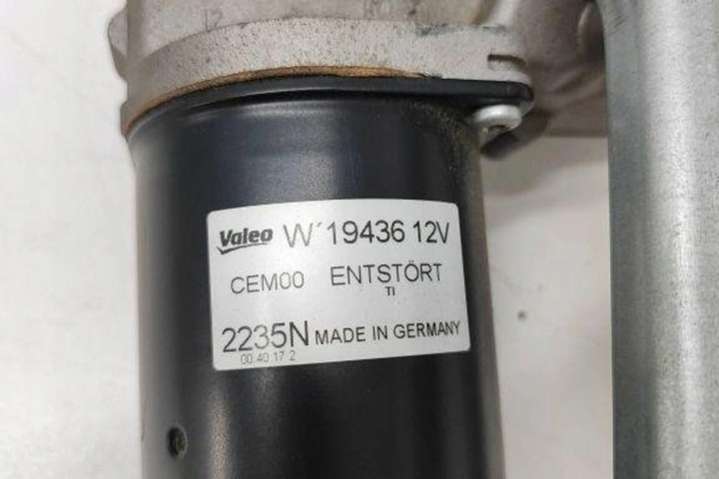 Valeo W'19436 12V
CEM00 ENTSTÖRT
TI
2235N MADE IN GERMANY
00.40 17 2